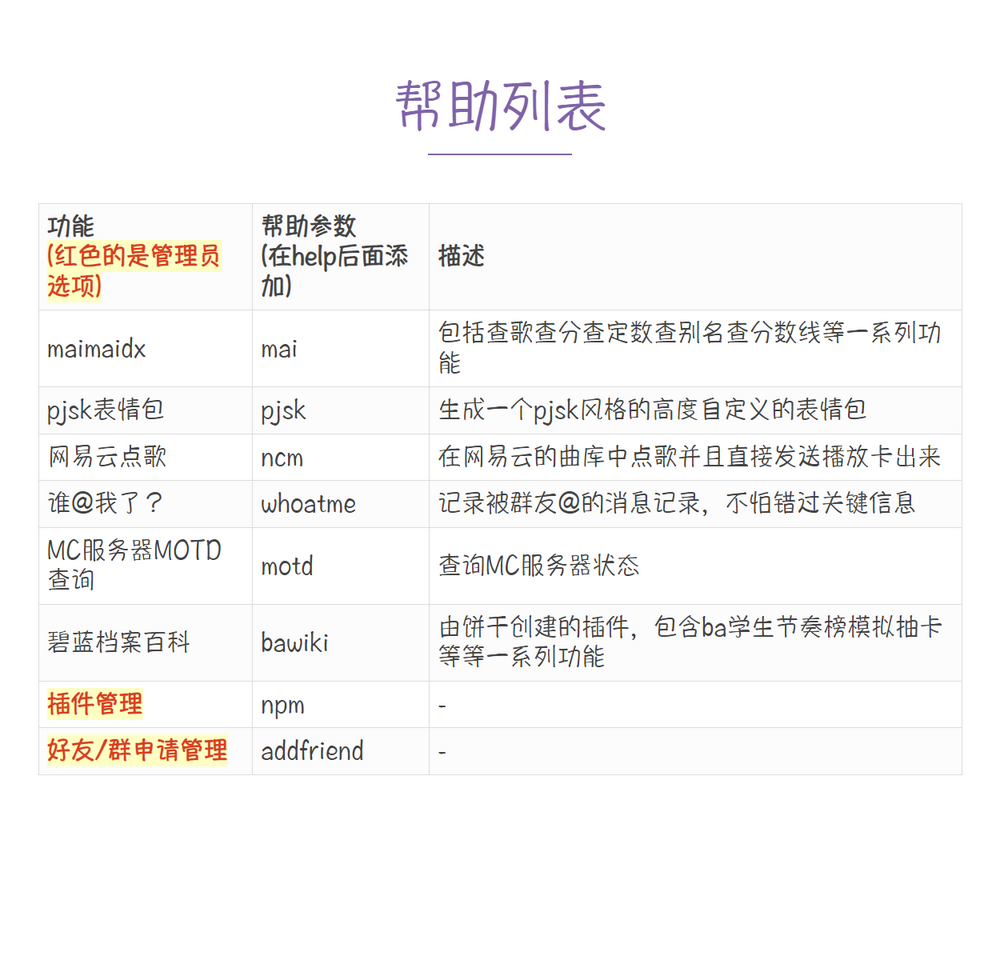 帮助列表
功能
(红色的是管理员
选项)
帮助参数
(在help后面添
加)
描述
maimaidx
mai
包括查歌查分查定数查别名查分数线等一系列功
能
pjsk表情包
pjsk
生成一个pjsk风格的高度自定义的表情包
网易云点歌
ncm
在网易云的曲库中点歌并且直接发送播放卡出来
谁@我了？
whoatme
记录被群友@的消息记录，不怕错过关键信息
MC服务器MOTD
查询
motd
查询MC服务器状态
碧蓝档案百科
bawiki
由饼干创建的插件，包含ba学生节奏榜模拟抽卡
等等一系列功能
插件管理
npm
-
好友/群申请管理
addfriend
-